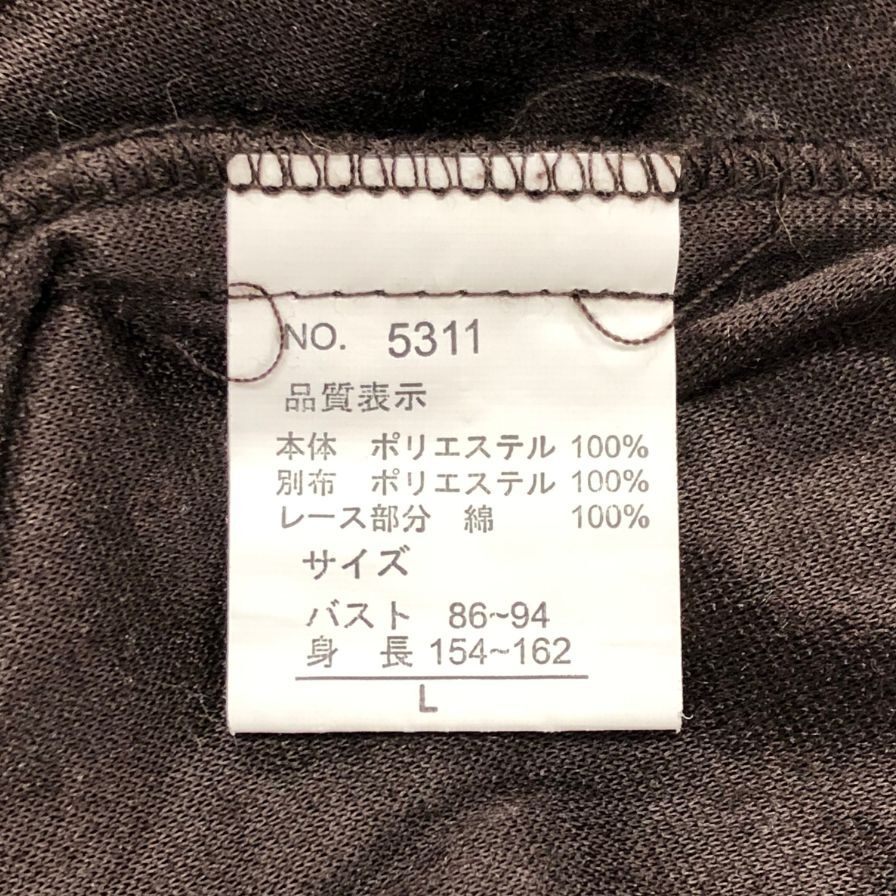 NO. 5311
品質表示
本体 ポリエステル 100%
別布 ポリエステル 100%
レース部分 綿 100%
サイズ
バスト 86~94
身 長 154~162
L